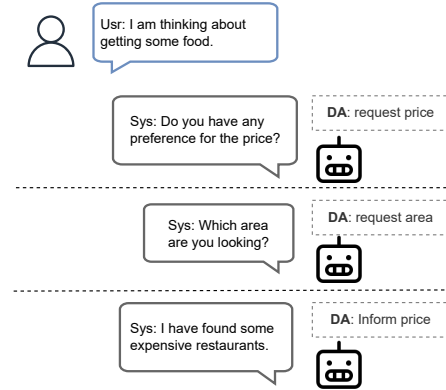 Usr: I am thinking about
getting some food.
Sys: Do you have any
preference for the price?
DA: request price
Sys: Which area
are you looking?
DA: request area
Sys: I have found some
expensive restaurants.
DA: Inform price